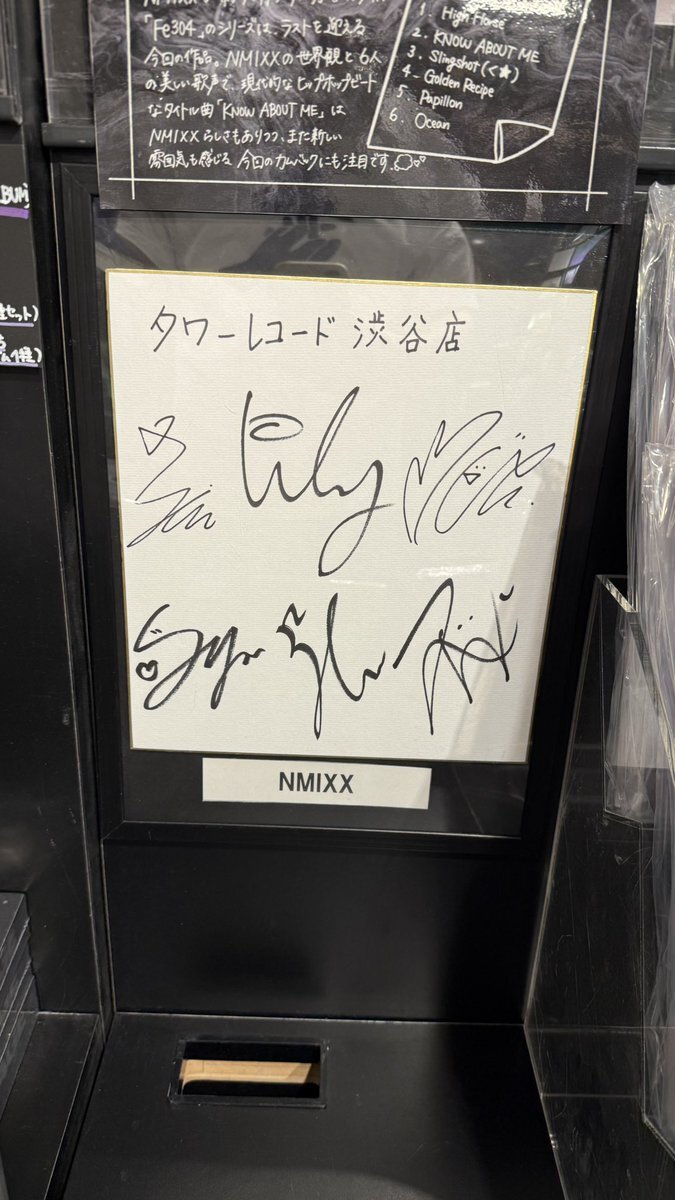 「Fe3O4」のシリーズは、ラストを迎える
今回の作品。NMIXXの世界観と6人
の美しい歌声で、現代的なヒップホップビート
なタイトル曲「KNOW ABOUT ME」は
NMIXXらしさもありつつ、また新しい
雰囲気も感じる今回のカムバックにも注目です。
1 High Horse
2. KNOW ABOUT ME
3. Slingshot (<★)
4. Golden Recipe
5. Papillon
6. Ocean
タワーレコード 渋谷店
Lily
NMIXX